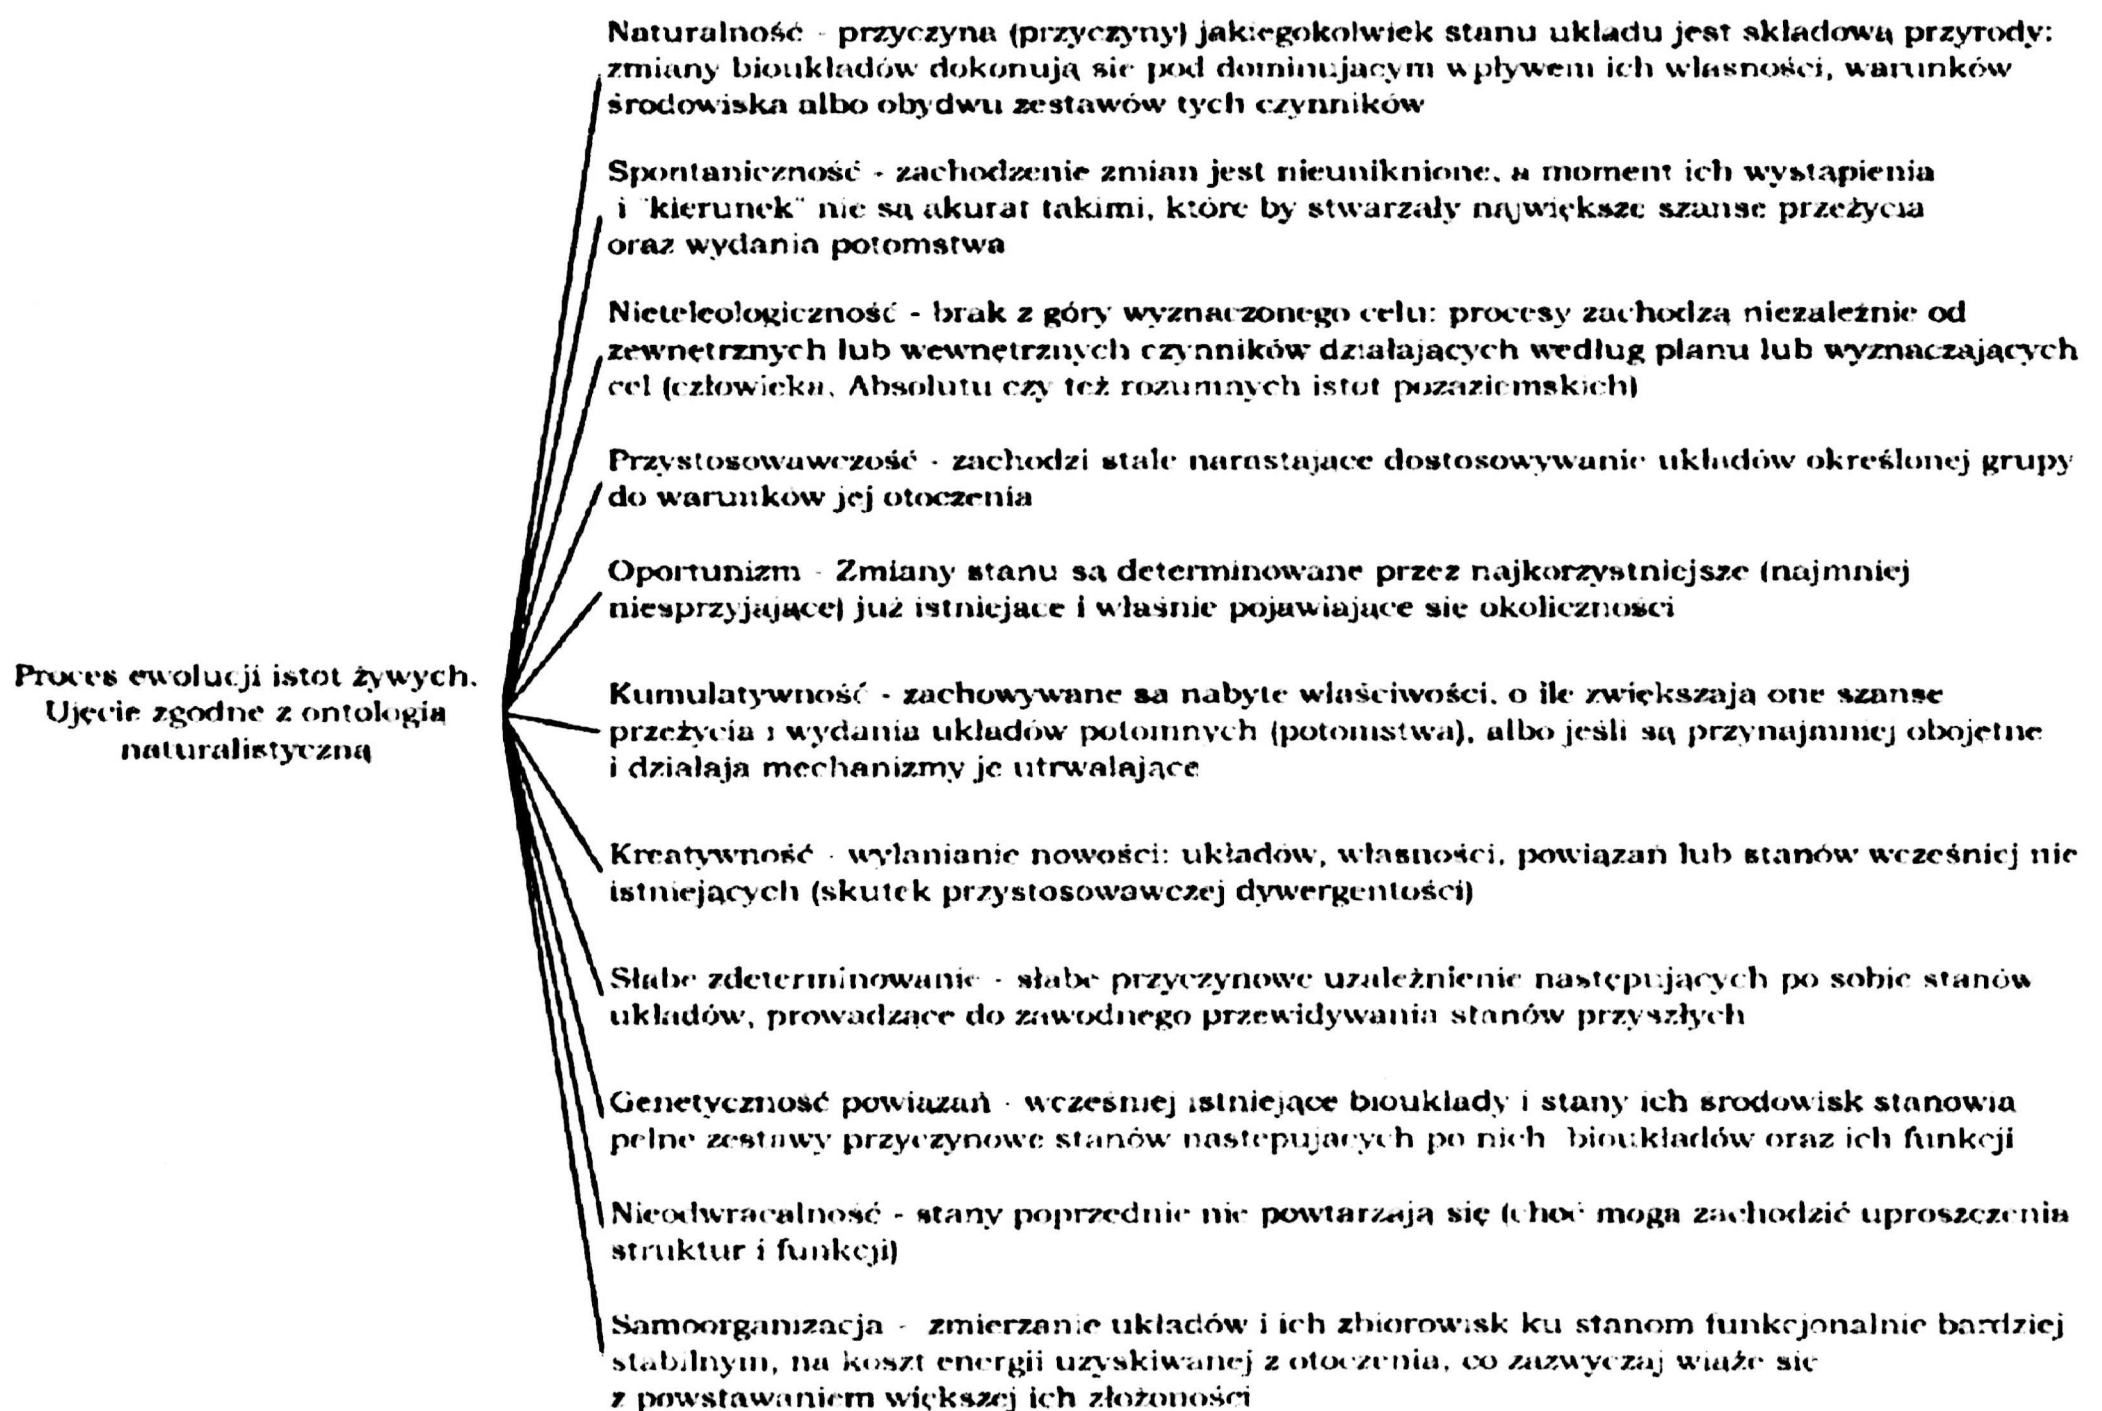 Naturalność - przyczyna (przyczyny) jakiegokolwiek stanu układu jest składową przyrody:
zmiany bioukładów dokonują się pod dominującym wpływem ich własności, warunków
środowiska albo obydwu zestawów tych czynników
Spontaniczność - zachodzenie zmian jest nieuniknione, a moment ich wystąpienia
i "kierunek" nie są akurat takimi, które by stwarzały największe szanse przeżycia
oraz wydania potomstwa
Nieteleologiczność - brak z góry wyznaczonego celu: procesy zachodzą niezależnie od
zewnętrznych lub wewnętrznych czynników działających według planu lub wyznaczających
cel (człowieka, Absolutu czy też rozumnych istot pozaziemskich)
Przystosowawczość - zachodzi stale narastające dostosowywanie układów określonej grupy
do warunków jej otoczenia
Oportunizm - Zmiany stanu są determinowane przez najkorzystniejsze (najmniej
niesprzyjające) już istniejące i właśnie pojawiające się okoliczności
Proces ewolucji istot żywych.
Ujęcie zgodne z ontologią
naturalistyczną
Kumulatywność - zachowywane są nabyte właściwości, o ile zwiększają one szanse
przeżycia i wydania układów potomnych (potomstwa), albo jeśli są przynajmniej obojętne
i działają mechanizmy je utrwalające
Kreatywność - wyłanianie nowości: układów, własności, powiązań lub stanów wcześniej nie
istniejących (skutek przystosowawczej dywergentości)
Słabe zdeterminowanie - słabe przyczynowe uzależnienie następujących po sobie stanów
układów, prowadzące do zawodnego przewidywania stanów przyszłych
Genetyczność powiązań - wcześniej istniejące bioukłady i stany ich środowisk stanowią
pełne zestawy przyczynowe stanów następujących po nich bioukładów oraz ich funkcji
Nieodwracalność - stany poprzednie nie powtarzają się (choć mogą zachodzić uproszczenia
struktur i funkcji)
Samoorganizacja - zmierzanie układów i ich zbiorowisk ku stanom funkcjonalnie bardziej
stabilnym, na koszt energii uzyskiwanej z otoczenia, co zazwyczaj wiąże się
z powstawaniem większej ich złożoności